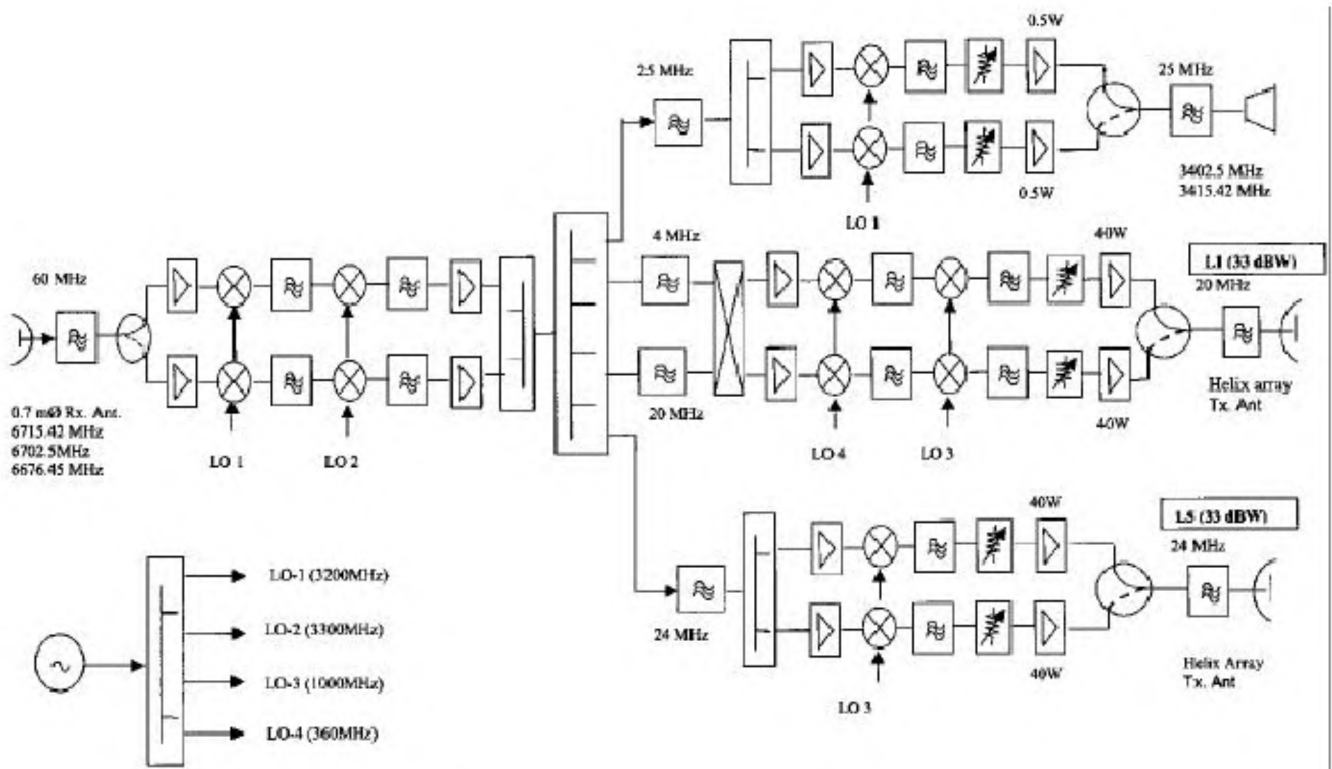 0.5W
25 MHz
25 MHz
3402.5 MHz
3415.42 MHz
0.5W
LO 1
4 MHz
40W
L1 (33 dBW)
20 MHz
60 MHz
20 MHz
40W
Helix array
Tx. Ant
0.7 mØ Rx. Ant.
6715.42 MHz
6702.5MHz
6676.45 MHz
LO 1
LO 2
LO 4
LO 3
40W
L5 (33 dBW)
24 MHz
24 MHz
40W
Helix Array
Tx. Ant
LO 3
LO-1 (3200MHz)
LO-2 (3300MHz)
LO-3 (1000MHz)
LO-4 (360MHz)